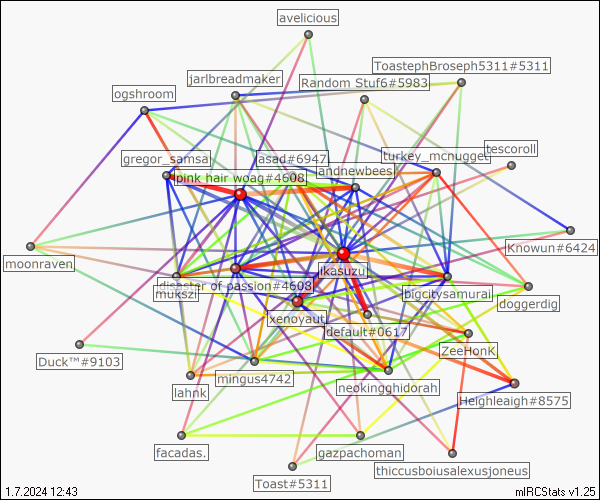 avelicious
ToastephBroseph5311#5311
jarlbreadmaker
Random Stuf6#5983
ogshroom
tescoroll
turkey_mcnugget
gregor_samsa
asad#6947
andnewbees
pink hair woag#4608
Knowun#6424
moonraven
ikasuzu
disaster of passion#4608
mukszi
bigcitysamurai
doggerdig
xenoyaut
default#0617
ZeeHonK
Duck™#9103
mingus4742
neokingghidorah
lahnk
Heighleaigh#8575
facadas.
gazpachoman
thiccusboiusalexusjoneus
Toast#5311
1.7.2024 12:43
mIRCStats v1.25